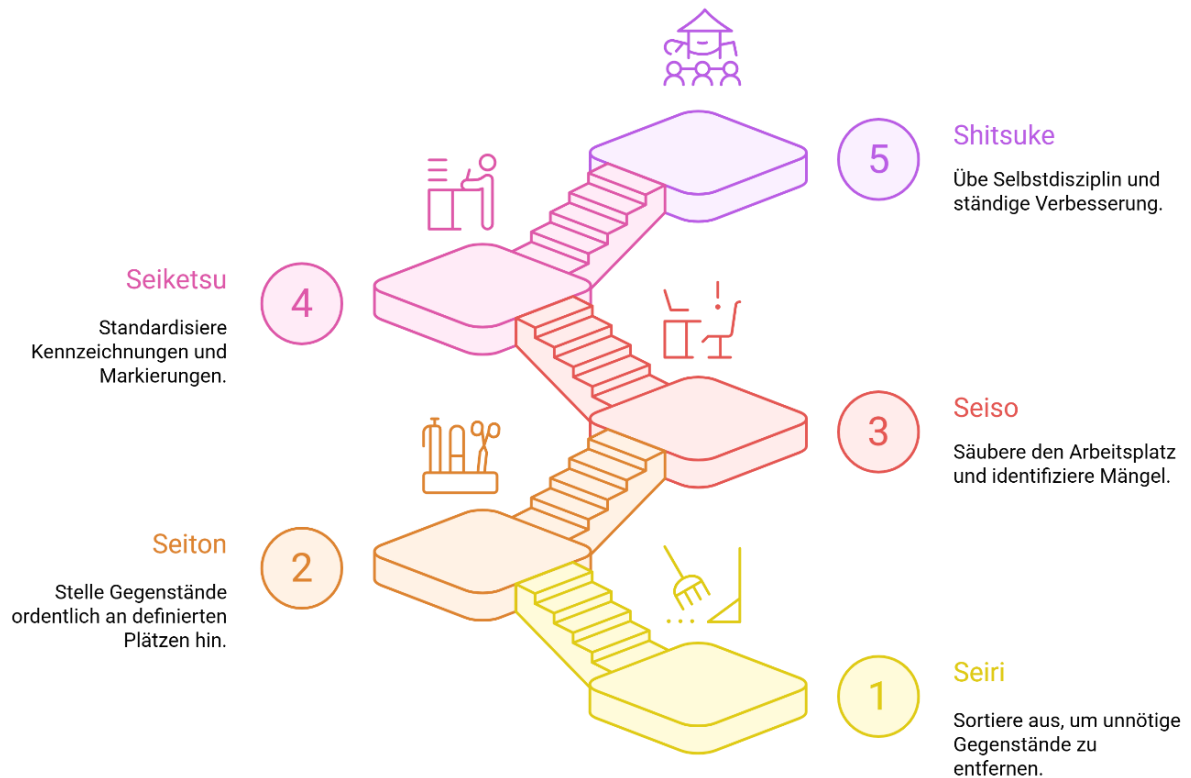 5
Shitsuke
Übe Selbstdisziplin und
ständige Verbesserung.
Seiketsu
4
Standardisiere
Kennzeichnungen und
Markierungen.
3
Seiso
Säubere den Arbeitsplatz
und identifiziere Mängel.
Seiton
2
Stelle Gegenstände
ordentlich an definierten
Plätzen hin.
1
Seiri
Sortiere aus, um unnötige
Gegenstände zu
entfernen.